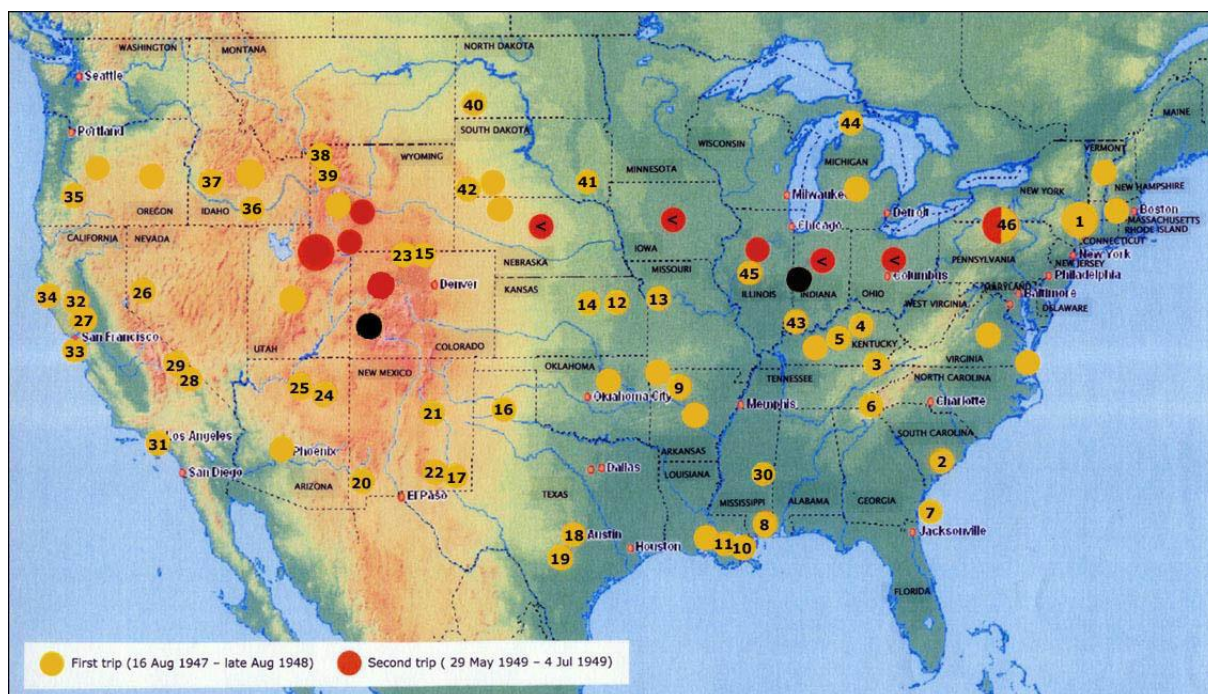 NORTH DAKOTA
WASHINGTON
MONTANA
Seattle
MAINE
40
Portland
SOUTH DAKOTA
44
WISCONSIN
VERMONT
38
WYOMING
MICHIGAN
MINNESOTA
39
37
42
41
NEW YORK
NEW HAMPSHIRE
35
Milwaukee
36
OREGON
IDAHO
Detroit
Boston
MASSACHUSETTS
RHODE ISLAND
46
1
<
<
Chicago
CALIFORNIA
NEVADA
IOWA
CONNECTICUT
23
15
NEBRASKA
<
<
PENNSYLVANIA
New York
NEW JERSEY
MISSOURI
45
Columbus
Philadelphia
KANSAS
Denver
26
34
32
14
12
13
ILLINOIS
INDIANA
OHIO
MARYLAND
Baltimore
WEST VIRGINIA
DELAWARE
27
43
4
San Francisco
5
KENTUCKY
33
UTAH
COLORADO
VIRGINIA
29
NEW MEXICO
OKLAHOMA
3
28
25
24
TENNESSEE
NORTH CAROLINA
9
Oklahoma City
Memphis
Charlotte
21
16
6
31
Los Angeles
SOUTH CAROLINA
Phoenix
ARKANSAS
2
San Diego
22
17
Dallas
LOUISIANA
30
20
ARIZONA
El Paso
TEXAS
MISSISSIPPI
ALABAMA
GEORGIA
7
8
Jacksonville
18
Austin
11
10
Houston
19
FLORIDA
First trip (16 Aug 1947 – late Aug 1948)
Second trip ( 29 May 1949 – 4 Jul 1949)